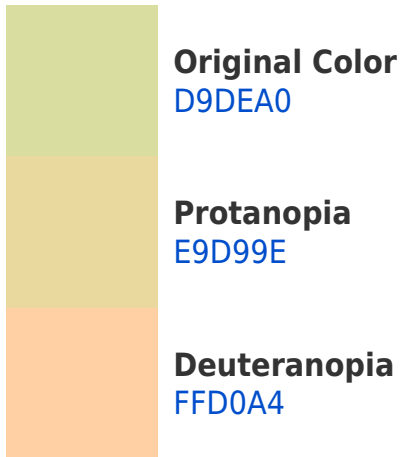 Original Color
D9DEA0
Protanopia
E9D99E
Deuteranopia
FFD0A4